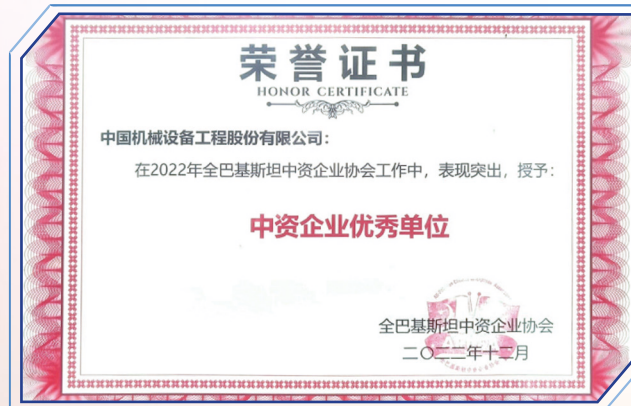 荣誉证书
HONOR CERTIFICATE
中国机械设备工程股份有限公司：
在2022年全巴基斯坦中资企业协会工作中，表现突出，授予：
中资企业优秀单位
全巴基斯坦中资企业协会
二〇二二年十二月